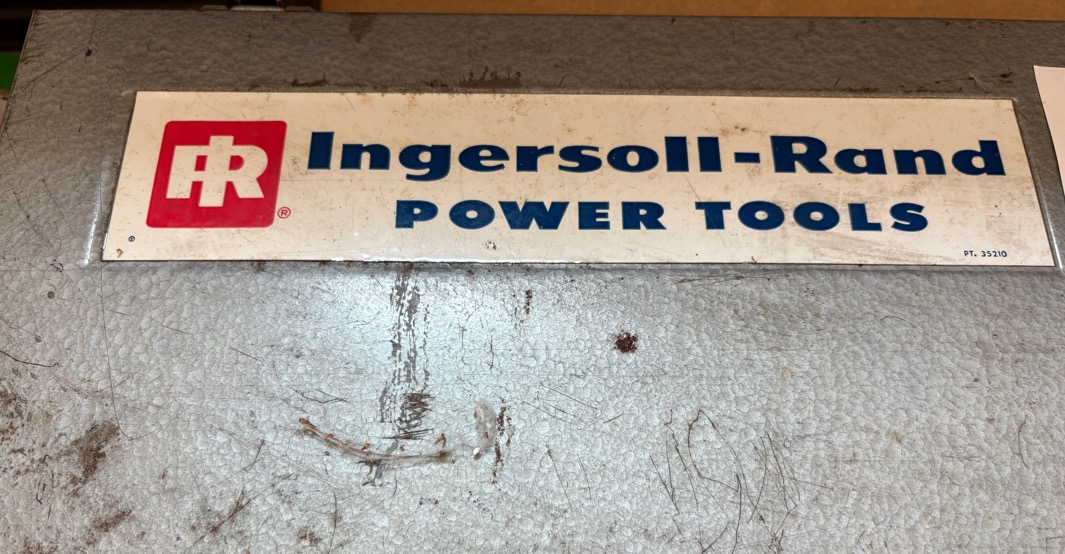 IR ® Ingersoll-Rand
POWER TOOLS
PT. 35210